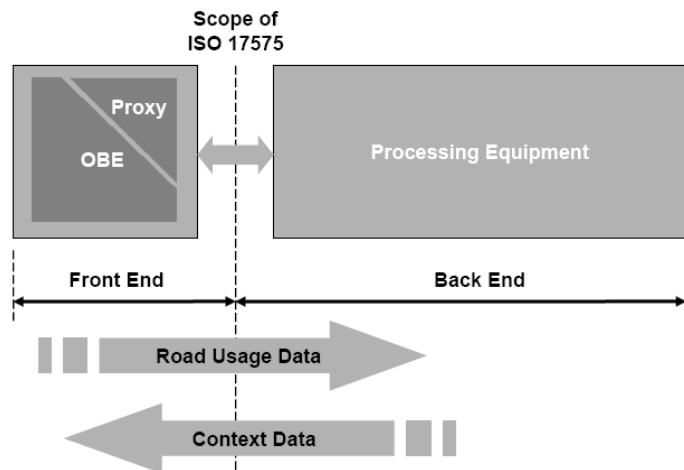 Scope of
ISO 17575
Proxy
OBE
Processing Equipment
Front End
Back End
Road Usage Data
Context Data